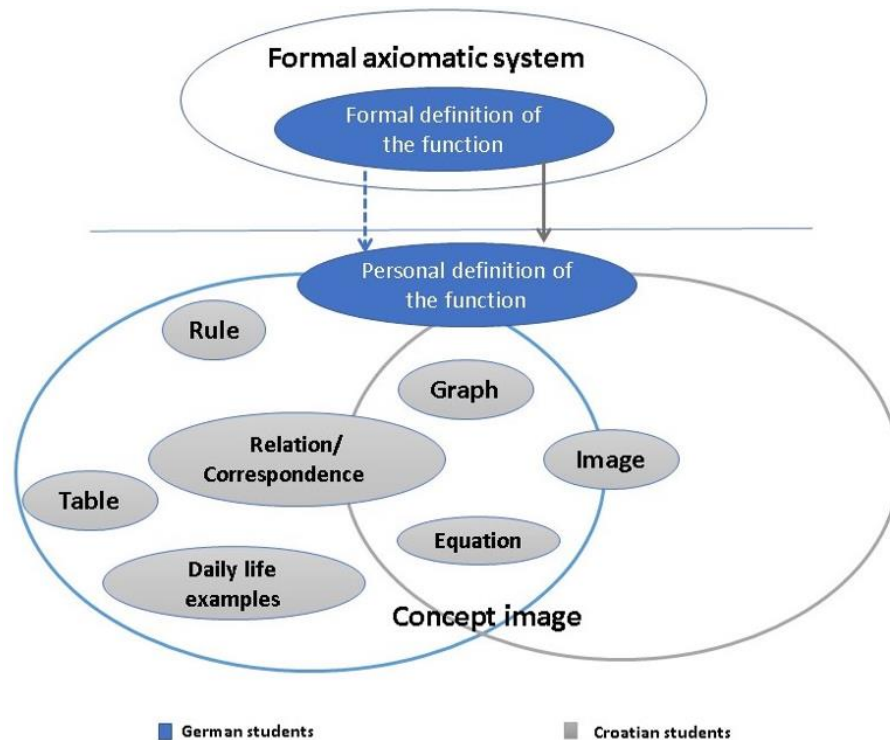 Formal axiomatic system
Formal definition of
the function
Personal definition of
the function
Rule
Graph
Relation/
Correspondence
Image
Table
Equation
Daily life
examples
Concept image
German students
Croatian students